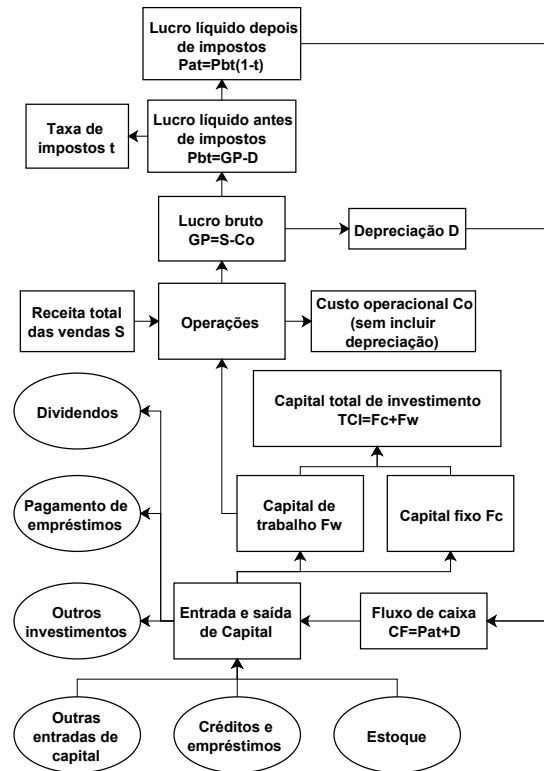 Lucro líquido depois
de impostos
Pat=Pbt(1-t)
Taxa de
impostos t
Lucro líquido antes
de impostos
Pbt=GP-D
Lucro bruto
GP=S-Co
Depreciação D
Receita total
das vendas S
Operações
Custo operacional Co
(sem incluir
depreciação)
Dividendos
Capital total de investimento
TCI=Fc+Fw
Pagamento de
empréstimos
Capital de
trabalho Fw
Capital fixo Fc
Outros
investimentos
Entrada e saída
de Capital
Fluxo de caixa
CF=Pat+D
Outras
entradas de
capital
Créditos e
empréstimos
Estoque